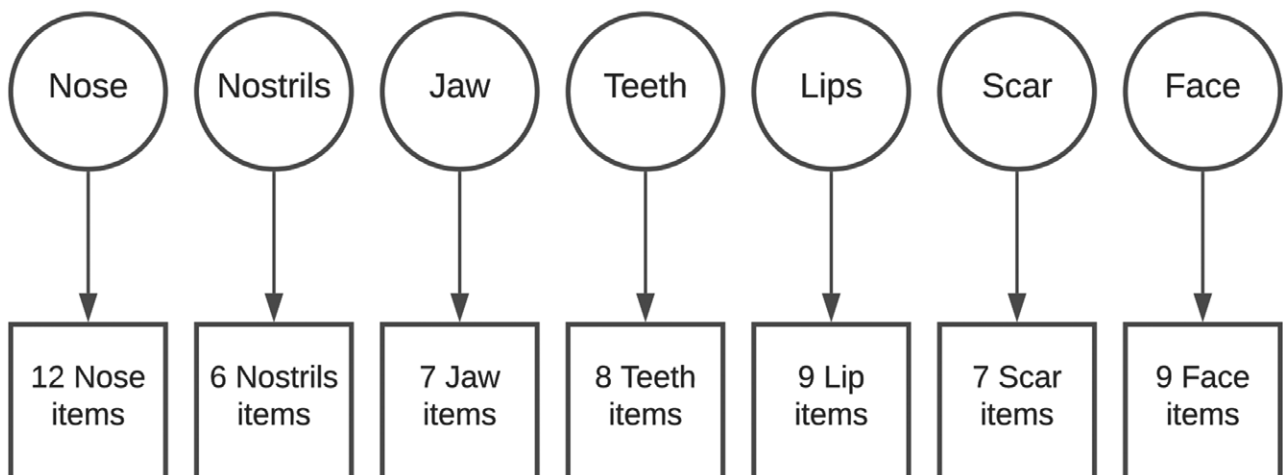 Nose
Nostrils
Jaw
Teeth
Lips
Scar
Face
12 Nose
items
6 Nostrils
items
7 Jaw
items
8 Teeth
items
9 Lip
items
7 Scar
items
9 Face
items